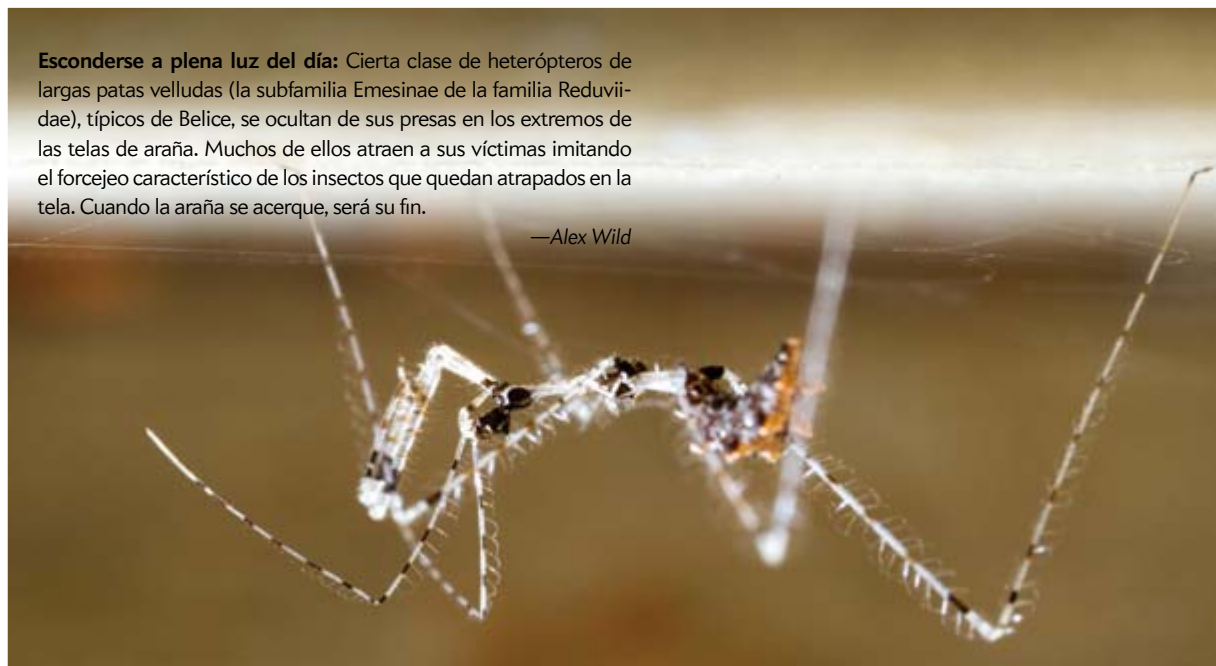 Esconderse a plena luz del día: Cierta clase de heterópteros de
largas patas velludas (la subfamilia Emesinae de la familia Reduvii-
dae), típicos de Belice, se ocultan de sus presas en los extremos de
las telas de araña. Muchos de ellos atraen a sus víctimas imitando
el forcejeo característico de los insectos que quedan atrapados en la
tela. Cuando la araña se acerque, será su fin.
—Alex Wild